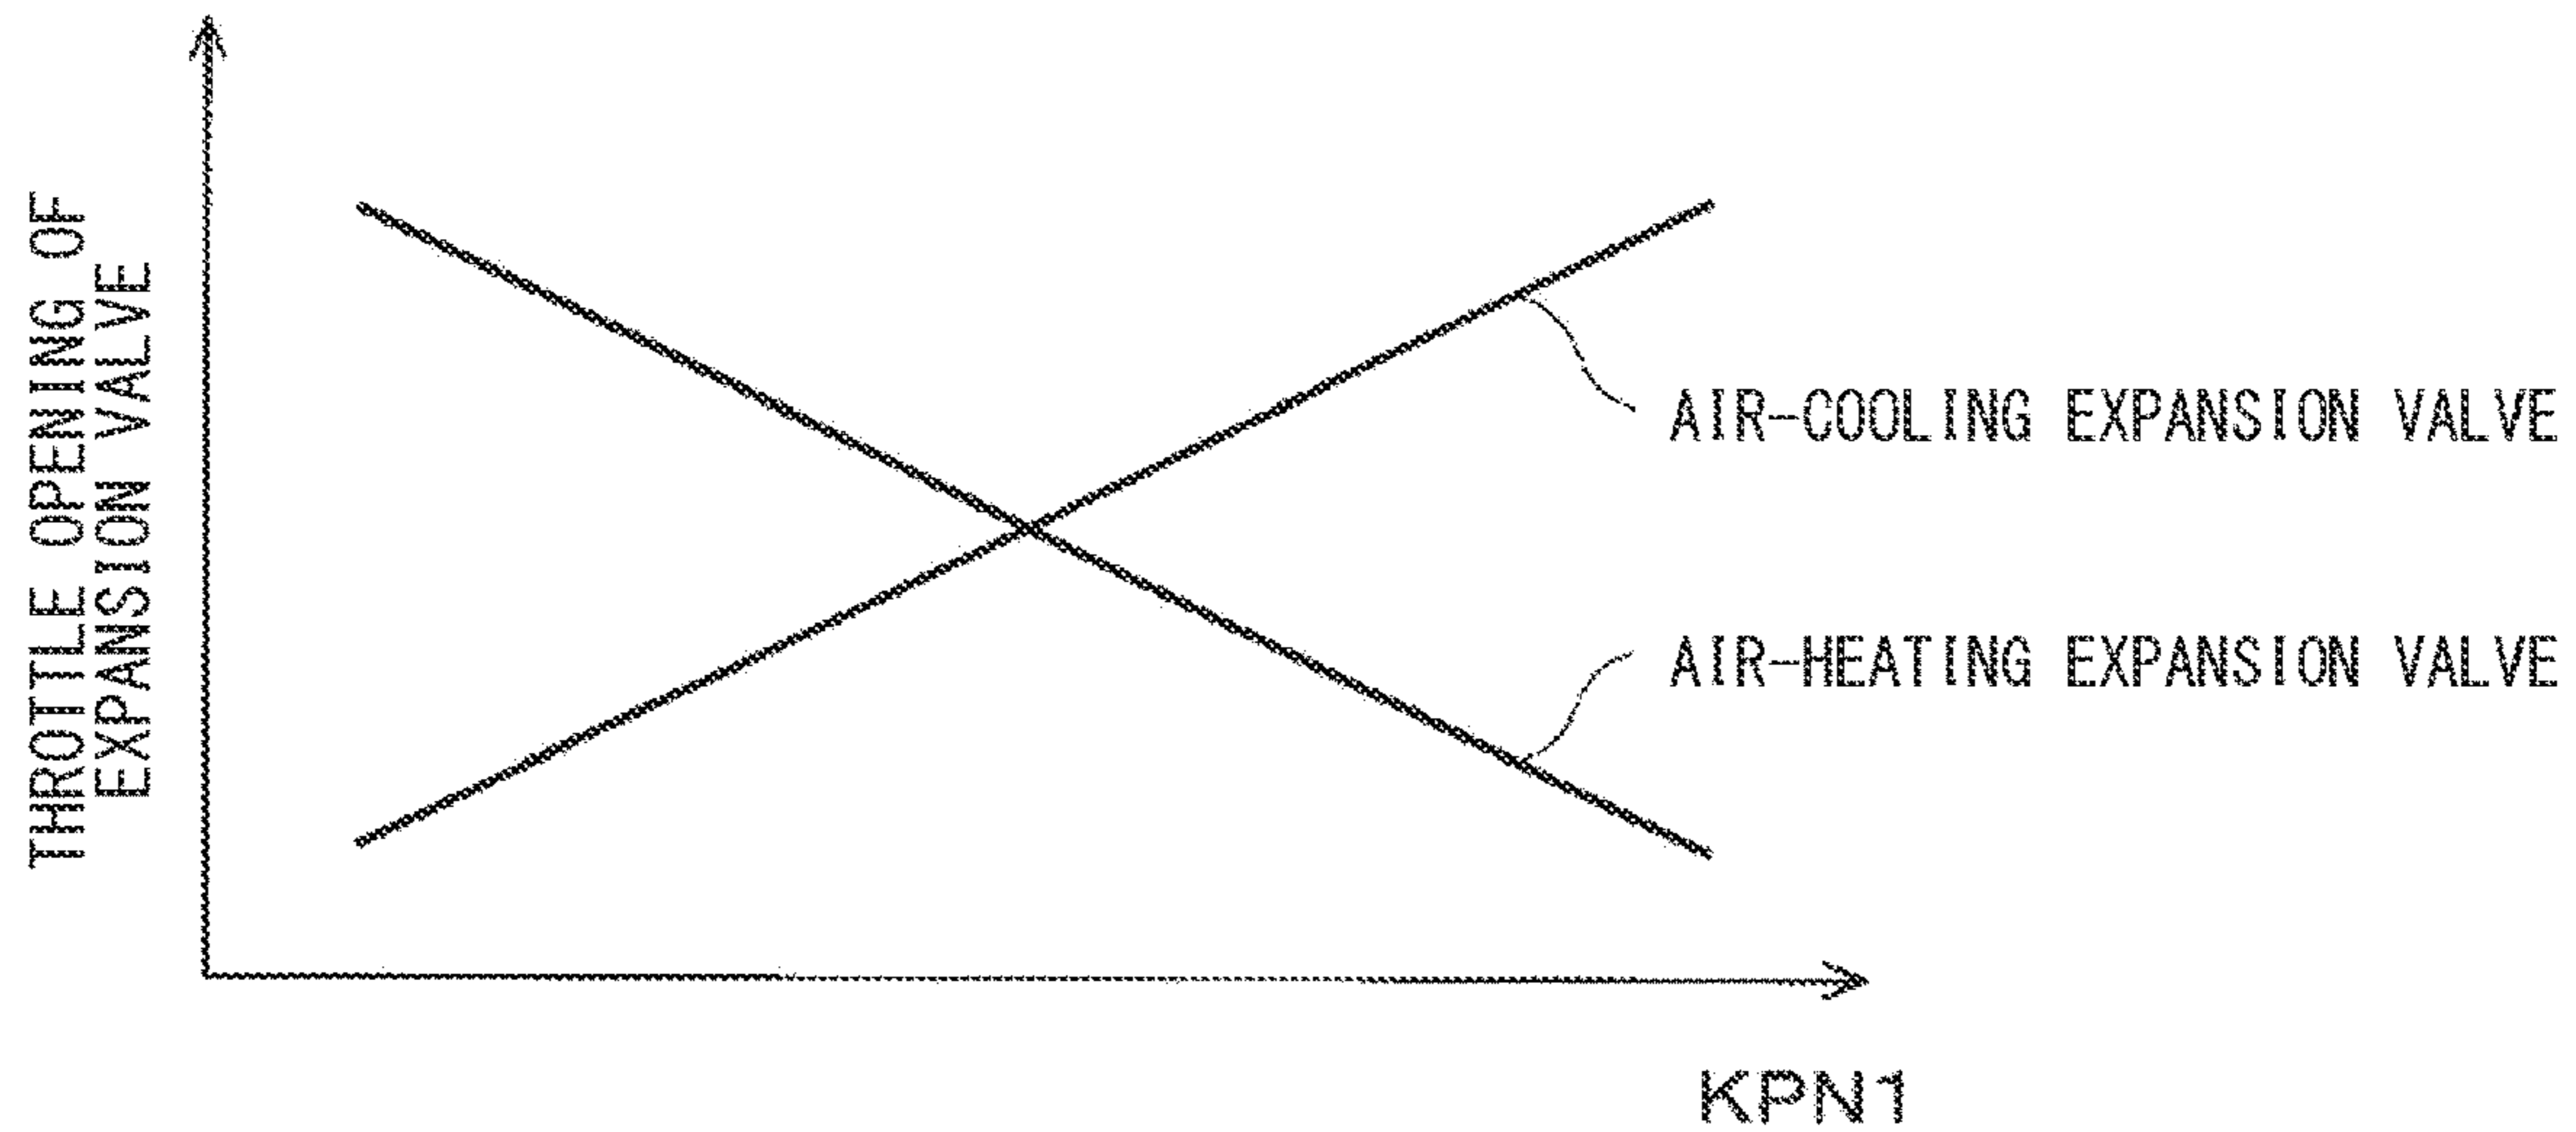 THROTTLE OPENING OF
EXPANSION VALVE
AIR-COOLING EXPANSION VALVE
AIR-HEATING EXPANSION VALVE
KPN1